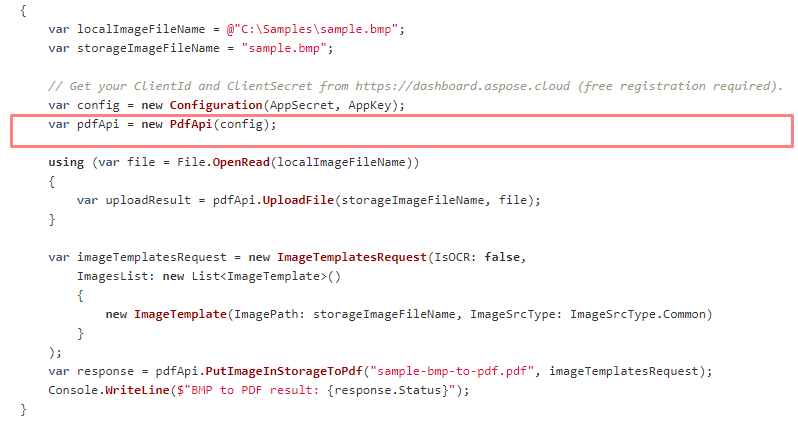 {
var localImageFileName = @"C:\Samples\sample.bmp";
var storageImageFileName = "sample.bmp";
// Get your ClientId and ClientSecret from https://dashboard.aspose.cloud (free registration required).
var config = new Configuration(AppSecret, AppKey);
var pdfApi = new PdfApi(config);
using (var file = File.OpenRead(localImageFileName))
{
var uploadResult = pdfApi.UploadFile(storageImageFileName, file);
}
var imageTemplatesRequest = new ImageTemplatesRequest(IsOCR: false,
ImagesList: new List<ImageTemplate>()
{
new ImageTemplate(ImagePath: storageImageFileName, ImageSrcType: ImageSrcType.Common)
}
);
var response = pdfApi.PutImageInStorageToPdf("sample-bmp-to-pdf.pdf", imageTemplatesRequest);
Console.WriteLine($"BMP to PDF result: {response.Status}");
}